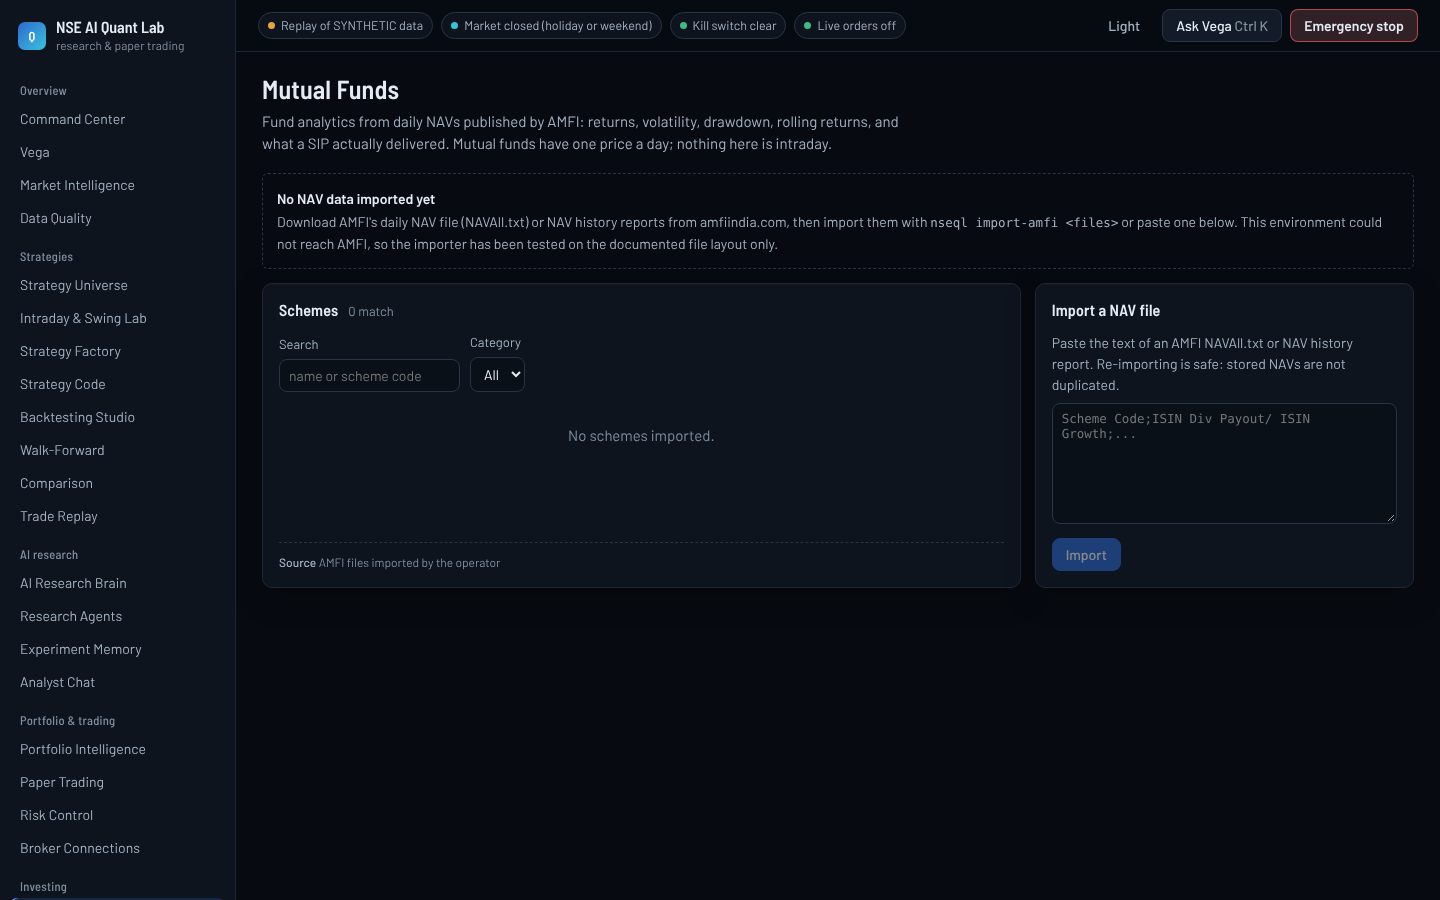 Q
NSE AI Quant Lab
research & paper trading
Overview
Command Center
Vega
Market Intelligence
Data Quality
Strategies
Strategy Universe
Intraday & Swing Lab
Strategy Factory
Strategy Code
Backtesting Studio
Walk-Forward
Comparison
Trade Replay
AI research
AI Research Brain
Research Agents
Experiment Memory
Analyst Chat
Portfolio & trading
Portfolio Intelligence
Paper Trading
Risk Control
Broker Connections
Investing
Replay of SYNTHETIC data
Market closed (holiday or weekend)
Kill switch clear
Live orders off
Light
Ask Vega Ctrl K
Emergency stop
Mutual Funds
Fund analytics from daily NAVs published by AMFI: returns, volatility, drawdown, rolling returns, and
what a SIP actually delivered. Mutual funds have one price a day; nothing here is intraday.
No NAV data imported yet
Download AMFI's daily NAV file (NAVAll.txt) or NAV history reports from amfiindia.com, then import them with nseql import-amfi <files> or paste one below. This environment could
not reach AMFI, so the importer has been tested on the documented file layout only.
Schemes 0 match
Search
Category
name or scheme code
All
No schemes imported.
Source AMFI files imported by the operator
Import a NAV file
Paste the text of an AMFI NAVAll.txt or NAV history
report. Re-importing is safe: stored NAVs are not
duplicated.
Scheme Code;ISIN Div Payout/ ISIN
Growth;...
Import